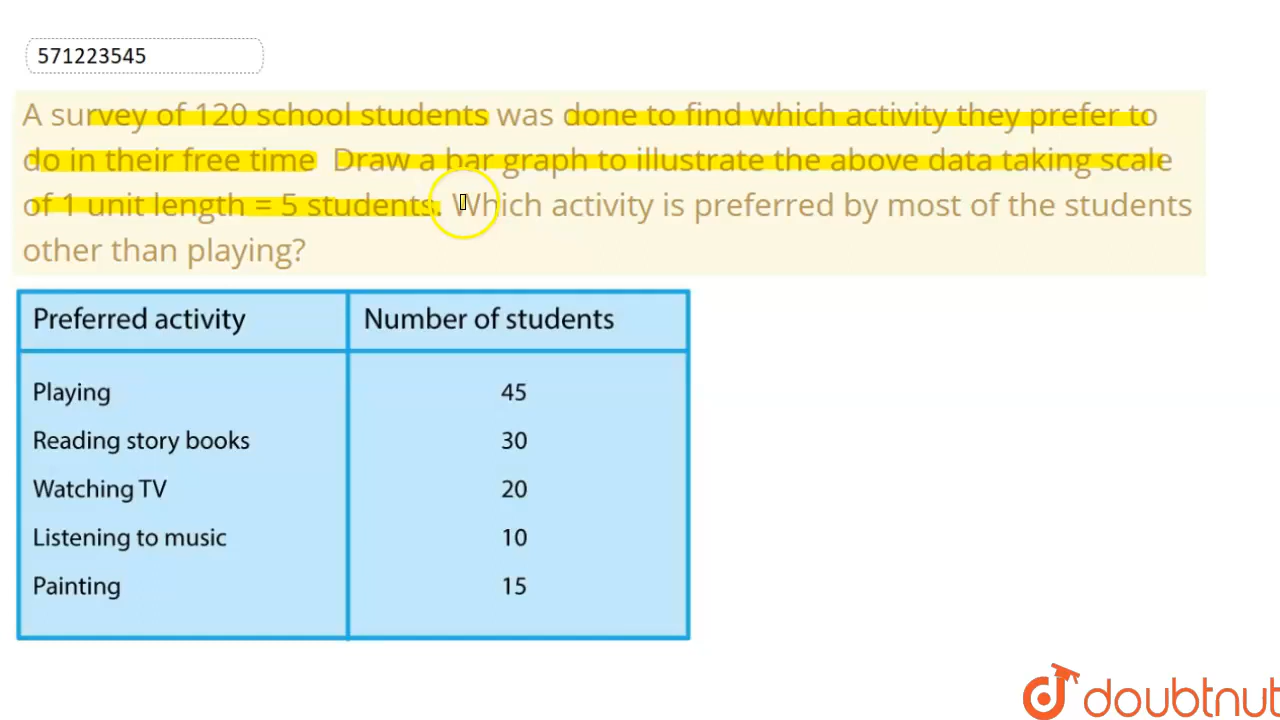 571223545
A survey of 120 school students was done to find which activity they prefer to
do in their free time  Draw a bar graph to illustrate the above data taking scale
of 1 unit length = 5 students. Which activity is preferred by most of the students
other than playing?
Preferred activity Number of students
Playing 45
Reading story books 30
Watching TV 20
Listening to music 10
Painting 15
doubtnut